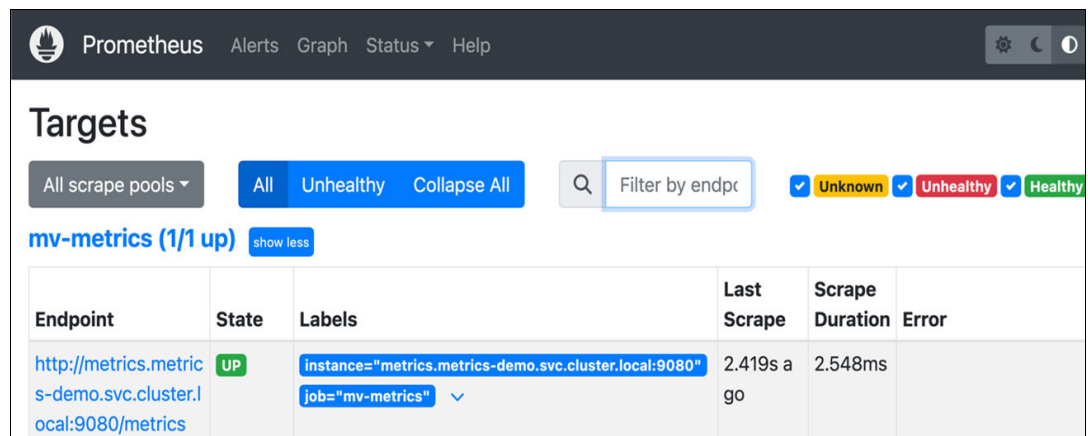 Prometheus Alerts Graph Status Help
Targets
All scrape pools All Unhealthy Collapse All Filter by endpo Unknown Unhealthy Healthy
mv-metrics (1/1 up) show less
Last Scrape
Endpoint State Labels Scrape Duration Error
http://metrics.metric UP instance="metrics.metrics-demo.svc.cluster.local:9080" 2.419s a 2.548ms
s-demo.svc.cluster.l job="mv-metrics" go
ocal:9080/metrics